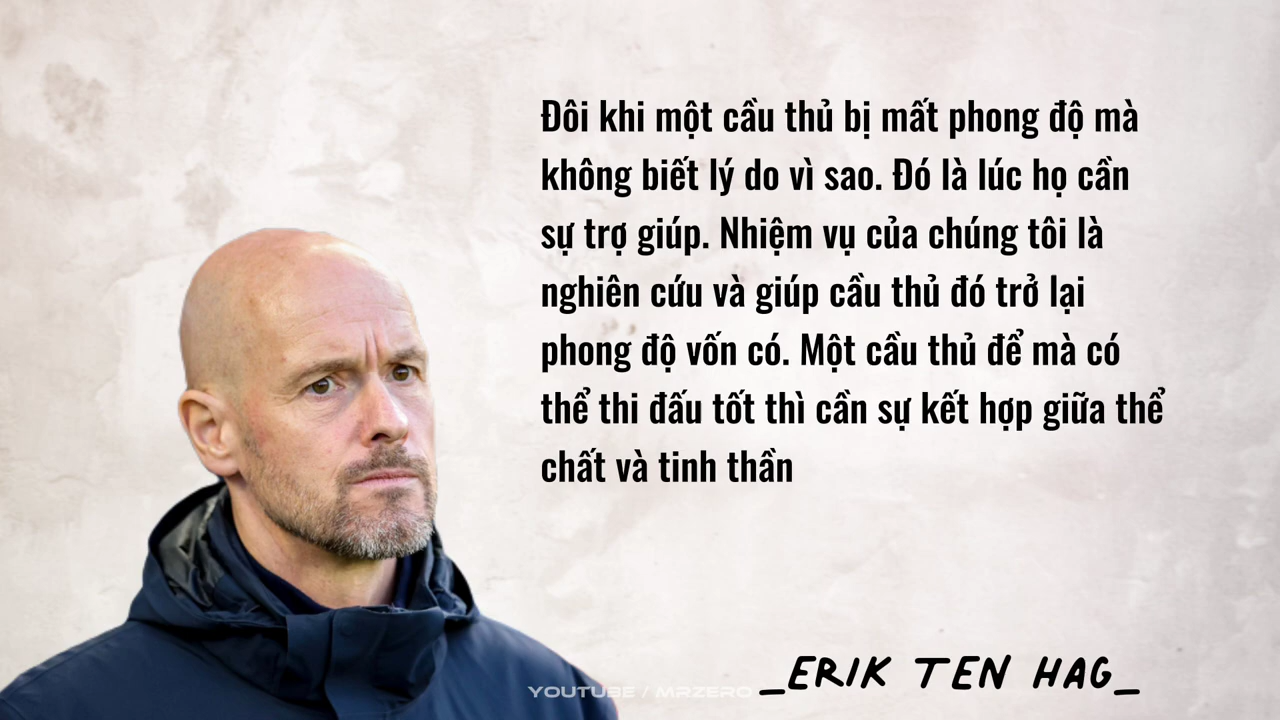 Đôi khi một cầu thủ bị mất phong độ mà
không biết lý do vì sao. Đó là lúc họ cần
sự trợ giúp. Nhiệm vụ của chúng tôi là
nghiên cứu và giúp cầu thủ đó trở lại
phong độ vốn có. Một cầu thủ để mà có
thể thi đấu tốt thì cần sự kết hợp giữa thể
chất và tinh thần
_ERIK TEN HAG_
YOUTUBE / MRZERO